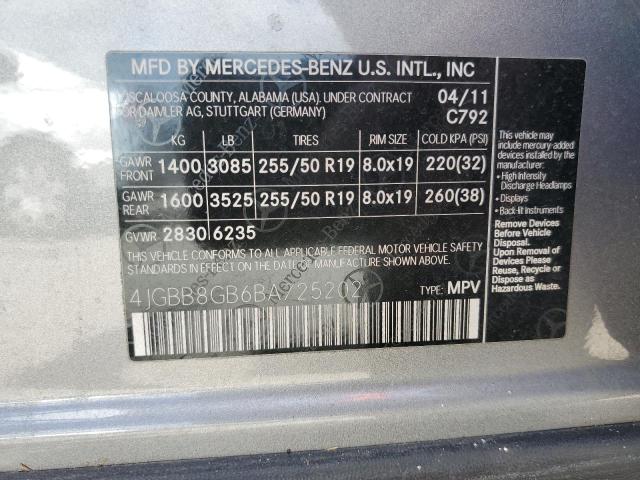 MFD BY MERCEDES-BENZ U.S. INTL., INC
TUSCALOOSA COUNTY, ALABAMA (USA). UNDER CONTRACT 04/11
FOR DAIMLER AG, STUTTGART (GERMANY) C792
KG LB TIRES RIM SIZE COLD KPA (PSI)
GAWR FRONT 1400 3085 255/50 R19 8.0x19 220(32)
GAWR REAR 1600 3525 255/50 R19 8.0x19 260(38)
GVWR 2830 6235
THIS VEHICLE CONFORMS TO ALL APPLICABLE FEDERAL MOTOR VEHICLE SAFETY
STANDARDS IN EFFECT ON THE DATE OF MANUFACTURE SHOWN ABOVE.
4JGBB8GB6BA725202 TYPE: MPV
This vehicle may
include mercury-added
devices installed by the
manufacturer:
• High Intensity
Discharge Headlamps
• Displays
• Back-lit instruments
Remove Devices
Before Vehicle
Disposal.
Upon Removal of
Devices Please
Reuse, Recycle or
Dispose as
Hazardous Waste.